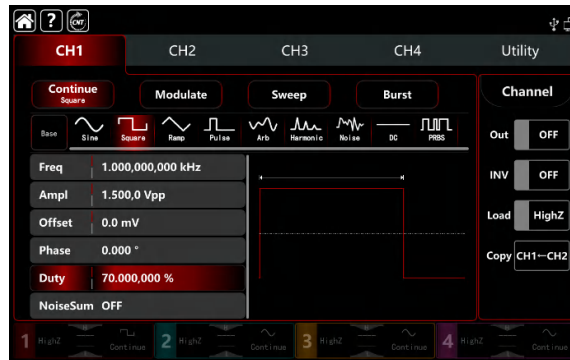 ? CNT
CH1 CH2 CH3 CH4 Utility
Continue Square Modulate Sweep Burst Channel
Base Sine Square Ramp Pulse Arb Harmonic Noise DC PRBS
Out OFF
Freq 1.000,000,000 kHz
INV OFF
Ampl 1.500,0 Vpp
Offset 0.0 mV
Load HighZ
Phase 0.000 °
Copy CH1←CH2
Duty 70.000,000 %
NoiseSum OFF
1 HighZ Continue 2 HighZ Continue 3 HighZ Continue 4 HighZ Continue